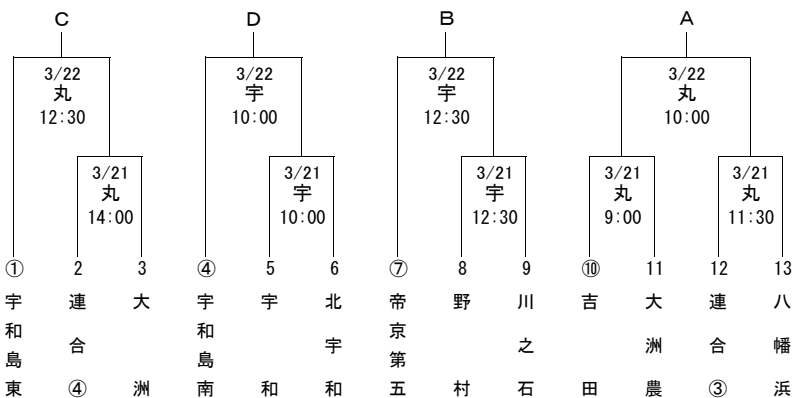 C D B A
3/22 3/22 3/22 3/22
丸 宇 宇 丸
12:30 10:00 12:30 10:00
3/21 3/21 3/21 3/21 3/21
丸 宇 宇 丸 丸
14:00 10:00 12:30 9:00 11:30
① 2 3 ④ 5 6 ⑦ 8 9 ⑩ 11 12 13
宇和島東
連合④
大洲
宇和島南
宇和
北宇和
帝京第五
野村
川之石
吉田
大洲農
連合③
八幡浜